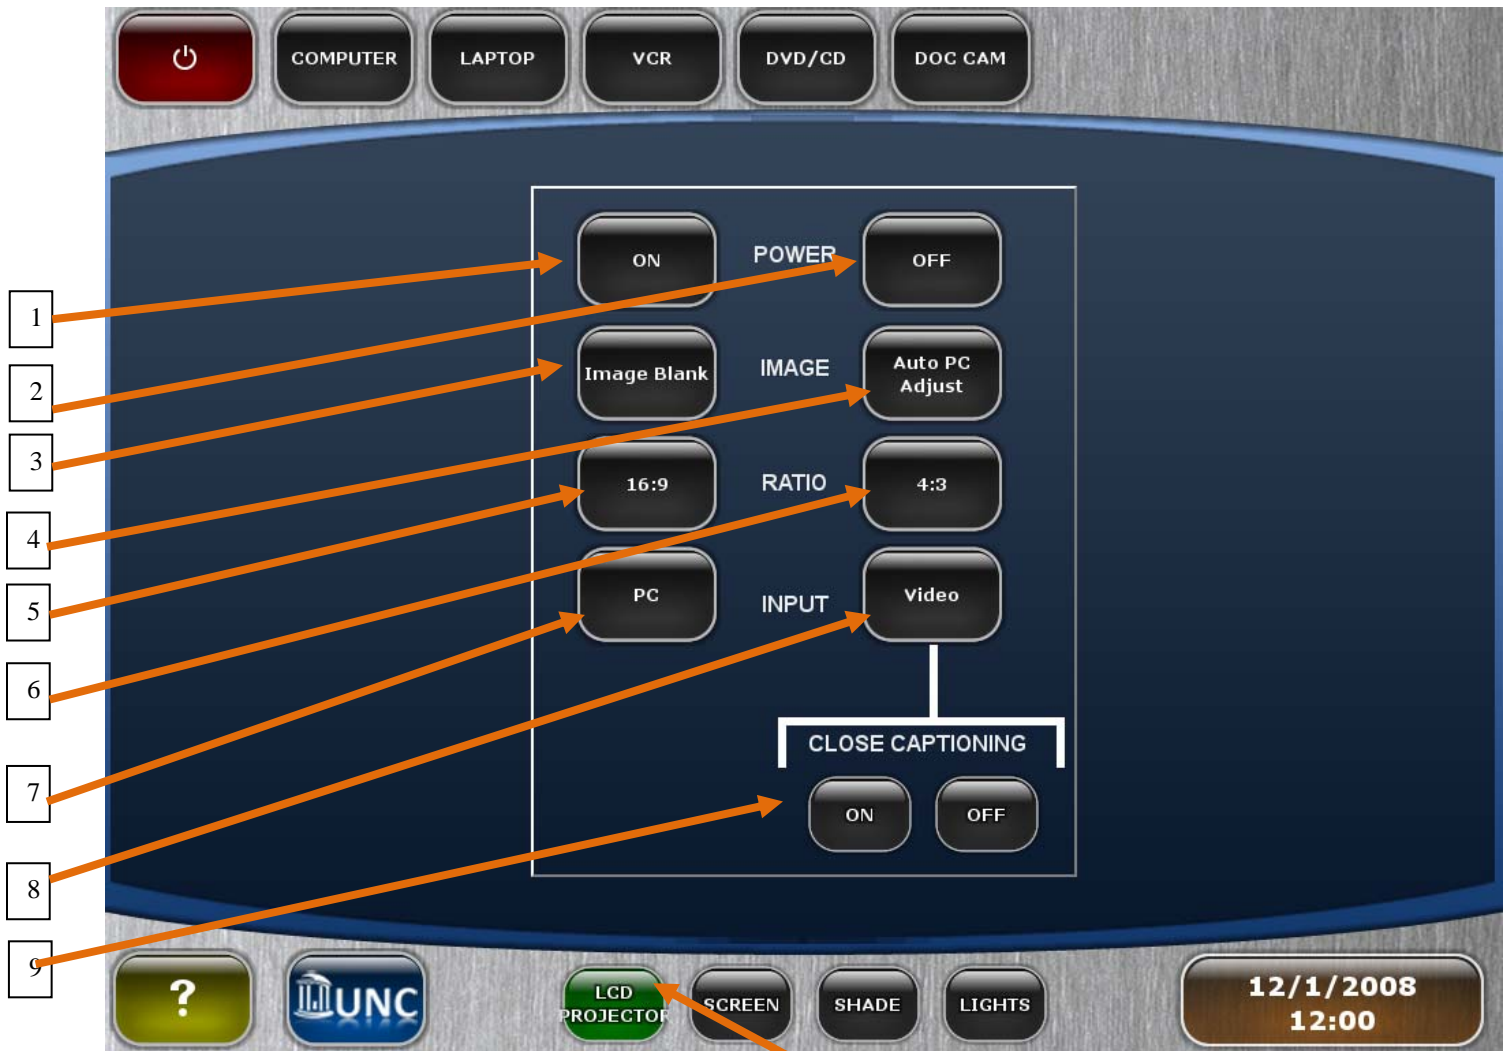 COMPUTER
LAPTOP
VCR
DVD/CD
DOC CAM
ON
POWER
OFF
1
Image Blank
IMAGE
Auto PC
Adjust
2
3
16:9
RATIO
4:3
4
PC
INPUT
Video
5
6
CLOSE CAPTIONING
7
ON
OFF
8
9
?
UNC
LCD
PROJECTOR
SCREEN
SHADE
LIGHTS
12/1/2008
12:00